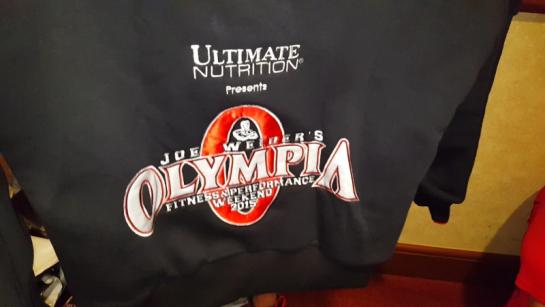 ULTIMATE
NUTRITION®
Presents
JOE WEIDER'S
OLYMPIA
FITNESS & PERFORMANCE
WEEKEND
2015